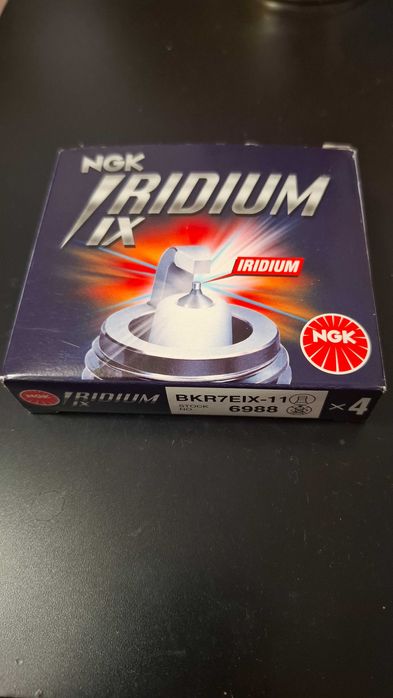 NGK
IRIDIUM
IX
IRIDIUM
NGK
NGK
IRIDIUM
IX
BKR7EIX-11
STOCK
NO.
6988
×4